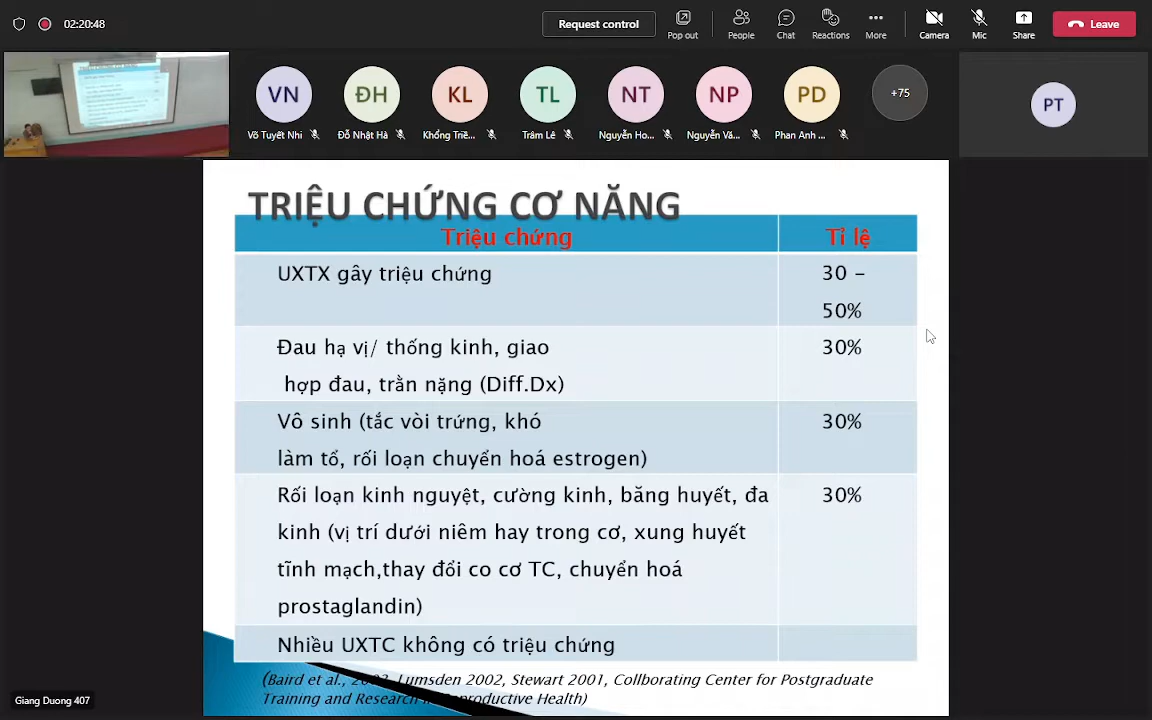 02:20:48
Request control
Pop out
People
Chat
Reactions
More
Camera
Mic
Share
Leave
VN
ĐH
KL
TL
NT
NP
PD
+75
PT
Võ Tuyết Nhi
Đỗ Nhật Hà
Khổng Triề...
Trâm Lê
Nguyễn Ho...
Nguyễn Vă...
Phan Anh ...
TRIỆU CHỨNG CƠ NĂNG
Triệu chứng Tỉ lệ
UXTX gây triệu chứng 30 –
50%
Đau hạ vị/ thống kinh, giao 30%
hợp đau, trằn nặng (Diff.Dx)
Vô sinh (tắc vòi trứng, khó 30%
làm tổ, rối loạn chuyển hoá estrogen)
Rối loạn kinh nguyệt, cường kinh, băng huyết, đa 30%
kinh (vị trí dưới niêm hay trong cơ, xung huyết
tĩnh mạch,thay đổi co cơ TC, chuyển hoá
prostaglandin)
Nhiều UXTC không có triệu chứng
(Baird et al., Lumsden 2002, Stewart 2001, Collborating Center for Postgraduate
Training and Research Reproductive Health)
Giang Duong 407